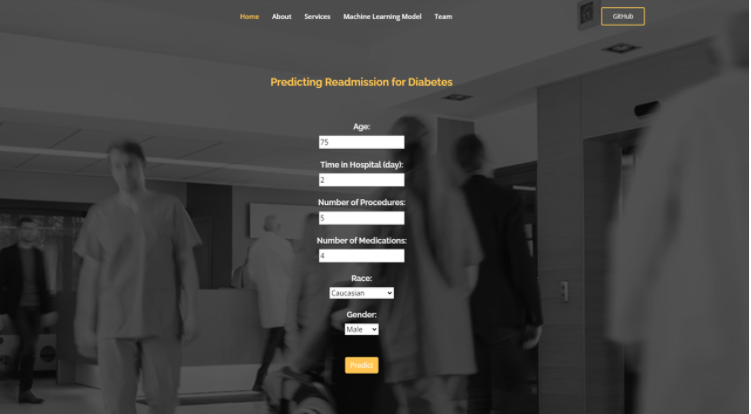 Home About Services Machine Learning Model Team GitHub
Predicting Readmission for Diabetes
Age:
75
Time in Hospital (day):
2
Number of Procedures:
5
Number of Medications:
4
Race:
Caucasian
Gender:
Male
Predict